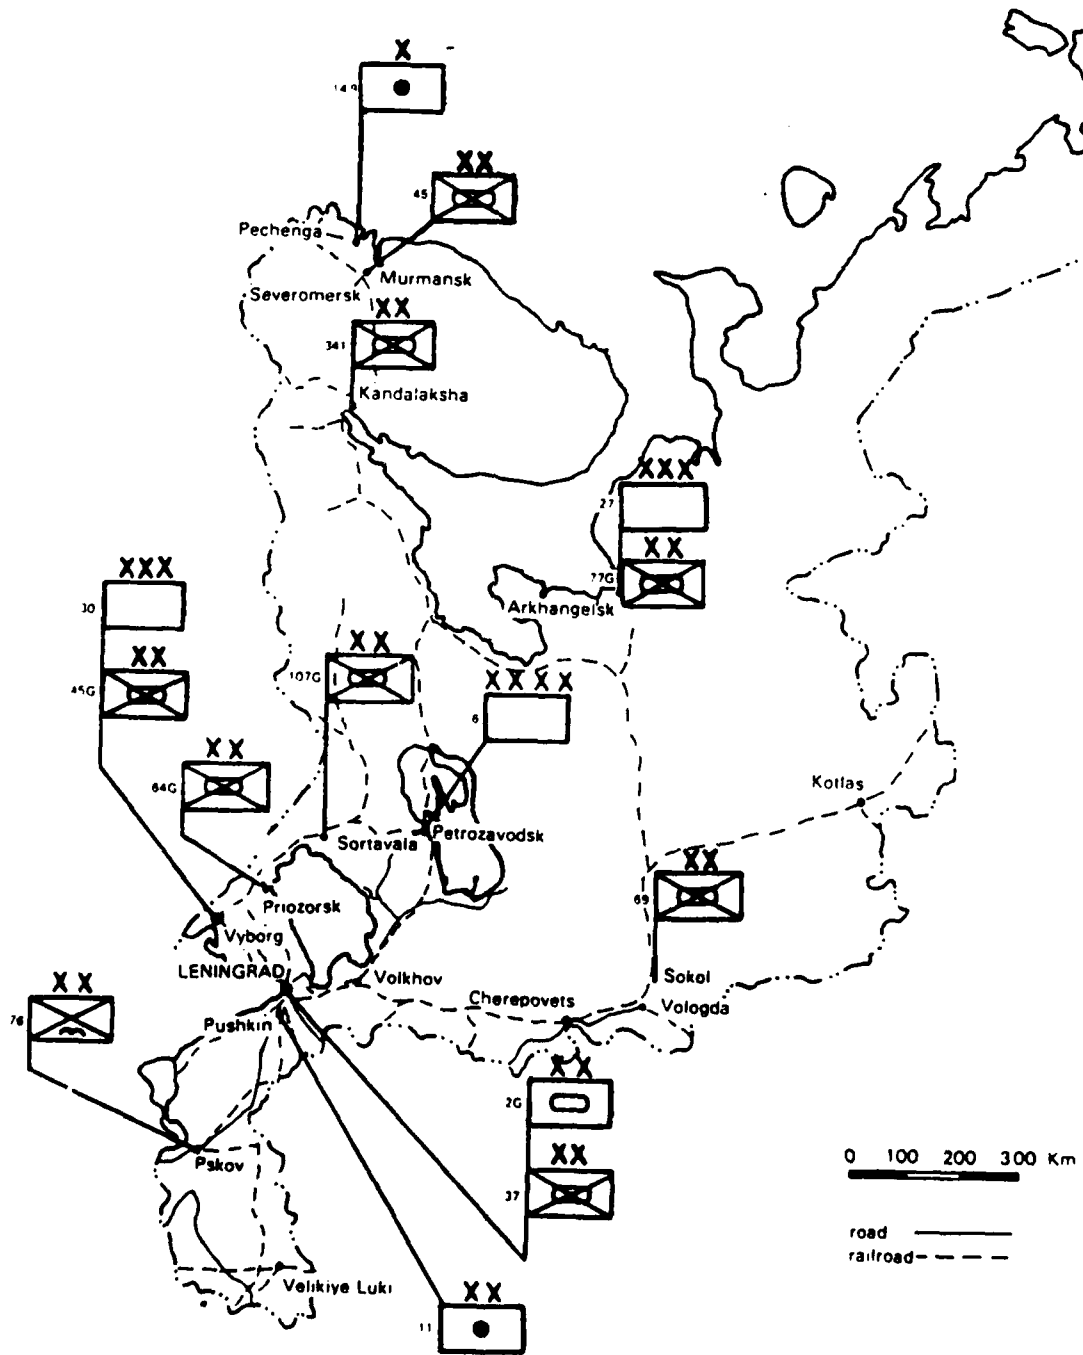 X
149
XX
45
Pechenga
Murmansk
Severomersk
XX
341
Kandalaksha
XXX
27
XX
77G
Arkhangelsk
XXX
30
XX
45G
XX
107G
XXXX
6
XX
64G
Kotlas
Sortavala
Petrozavodsk
XX
69
Priozorsk
Vyborg
LENINGRAD
Volkhov
Sokol
Cherepovets
Vologda
XX
76
Pushkin
XX
2G
XX
37
Pskov
0 100 200 300 Km
road
railroad
Velikiye Luki
XX
11